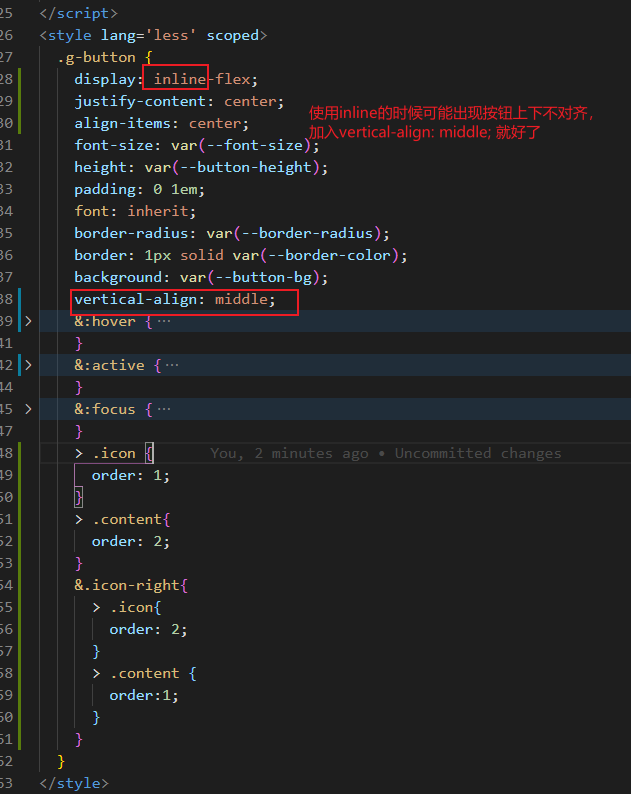 25 </script>
26 <style lang='less' scoped>
27 .g-button {
28 display: inline-flex;
29 justify-content: center;
使用inline的时候可能出现按钮上下不对齐，
30 align-items: center;
加入vertical-align: middle; 就好了
31 font-size: var(--font-size);
32 height: var(--button-height);
33 padding: 0 1em;
34 font: inherit;
35 border-radius: var(--border-radius);
36 border: 1px solid var(--border-color);
37 background: var(--button-bg);
38 vertical-align: middle;
39 > &:hover { ···
41 }
42 > &:active { ···
44 }
45 > &:focus { ···
47 }
48 > .icon { You, 2 minutes ago • Uncommitted changes
49 order: 1;
50 }
51 > .content{
52 order: 2;
53 }
54 &.icon-right{
55 > .icon{
56 order: 2;
57 }
58 > .content {
59 order:1;
60 }
61 }
62 }
63 </style>